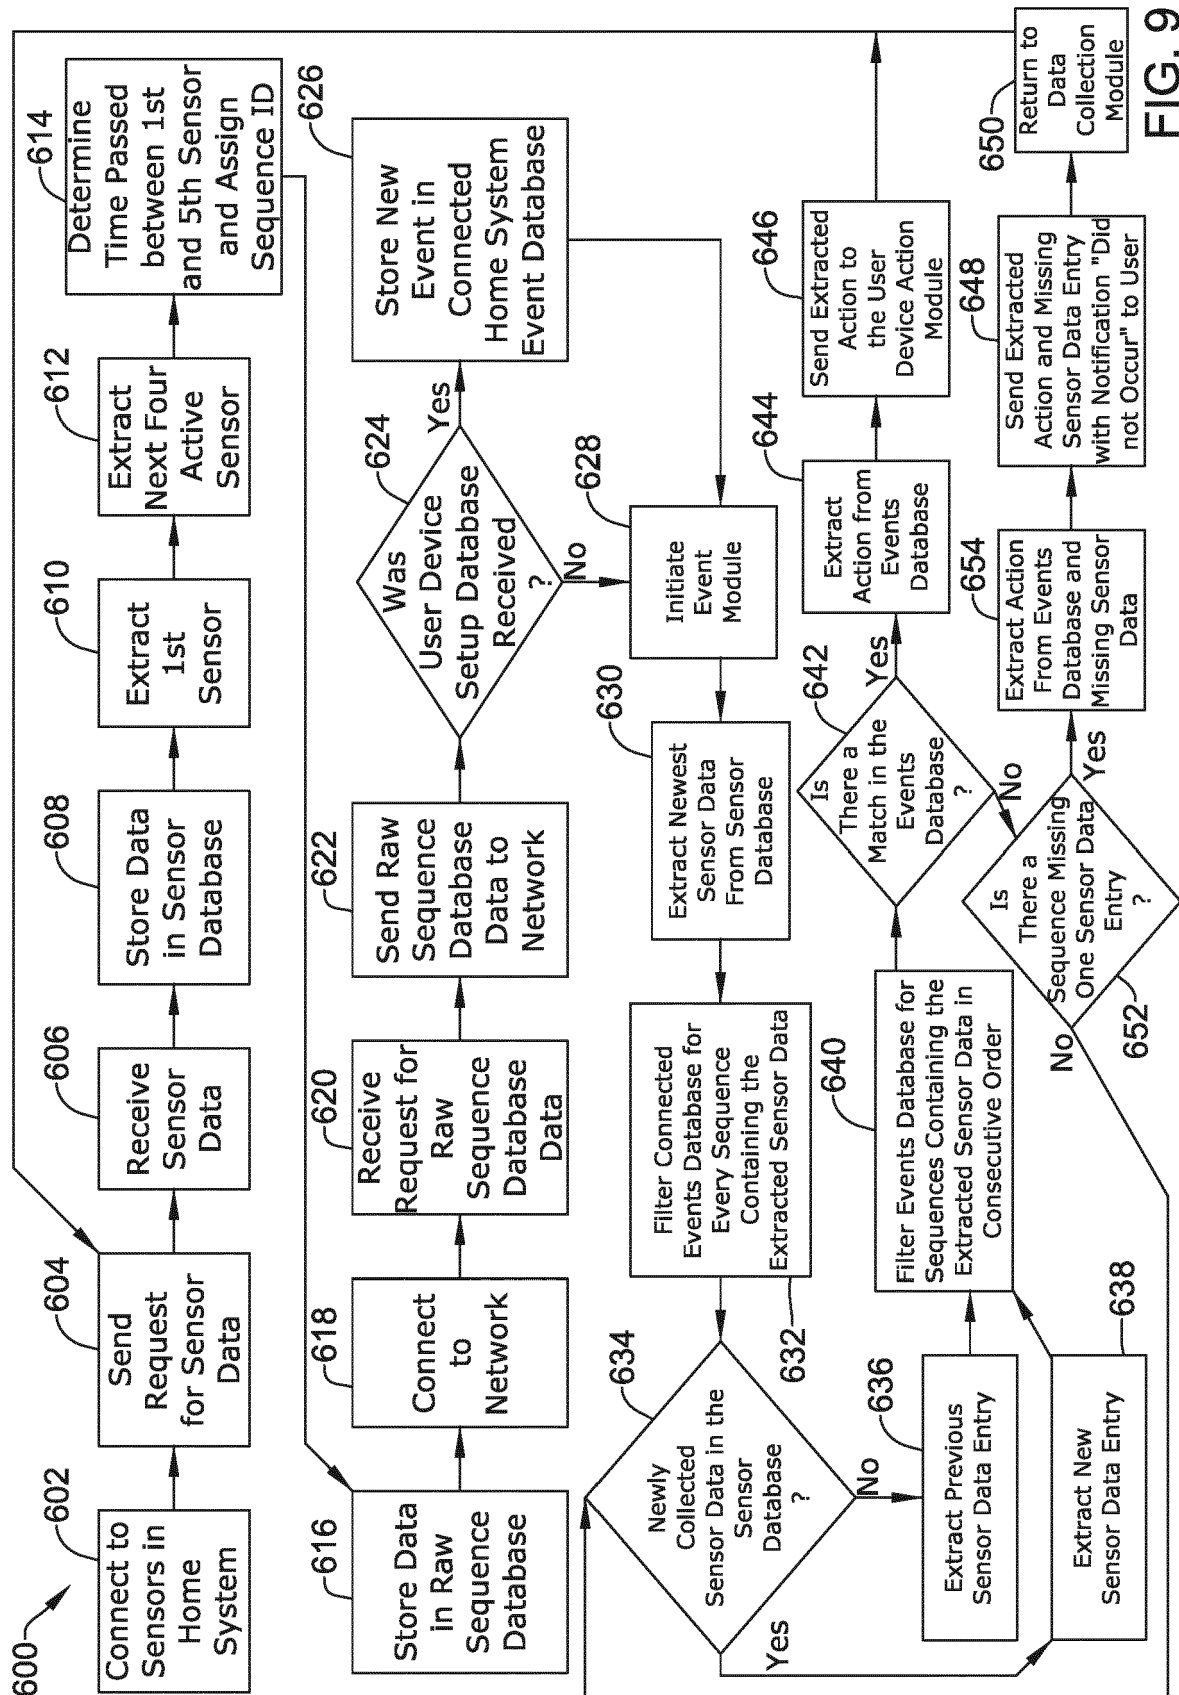 600
602
Connect to
Sensors in
Home
System
604
Send
Request
for Sensor
Data
606
Receive
Sensor
Data
608
Store Data
in Sensor
Database
610
Extract
1st
Sensor
612
Extract
Next Four
Active
Sensor
614
Determine
Time Passed
between 1st
and 5th Sensor
and Assign
Sequence ID
616
Store Data
in Raw
Sequence
Database
618
Connect
to
Network
620
Receive
Request for
Raw
Sequence
Database
Data
622
Send Raw
Sequence
Database
Data to
Network
624
Was
User Device
Setup Database
Received
?
Yes
No
626
Store New
Event in
Connected
Home System
Event Database
628
Initiate
Event
Module
630
Extract Newest
Sensor Data
From Sensor
Database
632
Filter Connected
Events Database for
Every Sequence
Containing the
Extracted Sensor Data
634
Newly
Collected
Sensor Data in the
Sensor
Database
?
No
Yes
636
Extract Previous
Sensor Data Entry
638
Extract New
Sensor Data Entry
640
Filter Events Database for
Sequences Containing the
Extracted Sensor Data in
Consecutive Order
642
Is
There a
Match in the
Events
Database
?
Yes
No
644
Extract
Action from
Events
Database
646
Send Extracted
Action to
the User
Device Action
Module
652
Is
There a
Sequence Missing
One Sensor Data
Entry
?
No
Yes
654
Extract Action
From Events
Database and
Missing Sensor
Data
648
Send Extracted
Action and Missing
Sensor Data Entry
with Notification "Did
not Occur" to User
650
Return to
Data
Collection
Module
FIG. 9